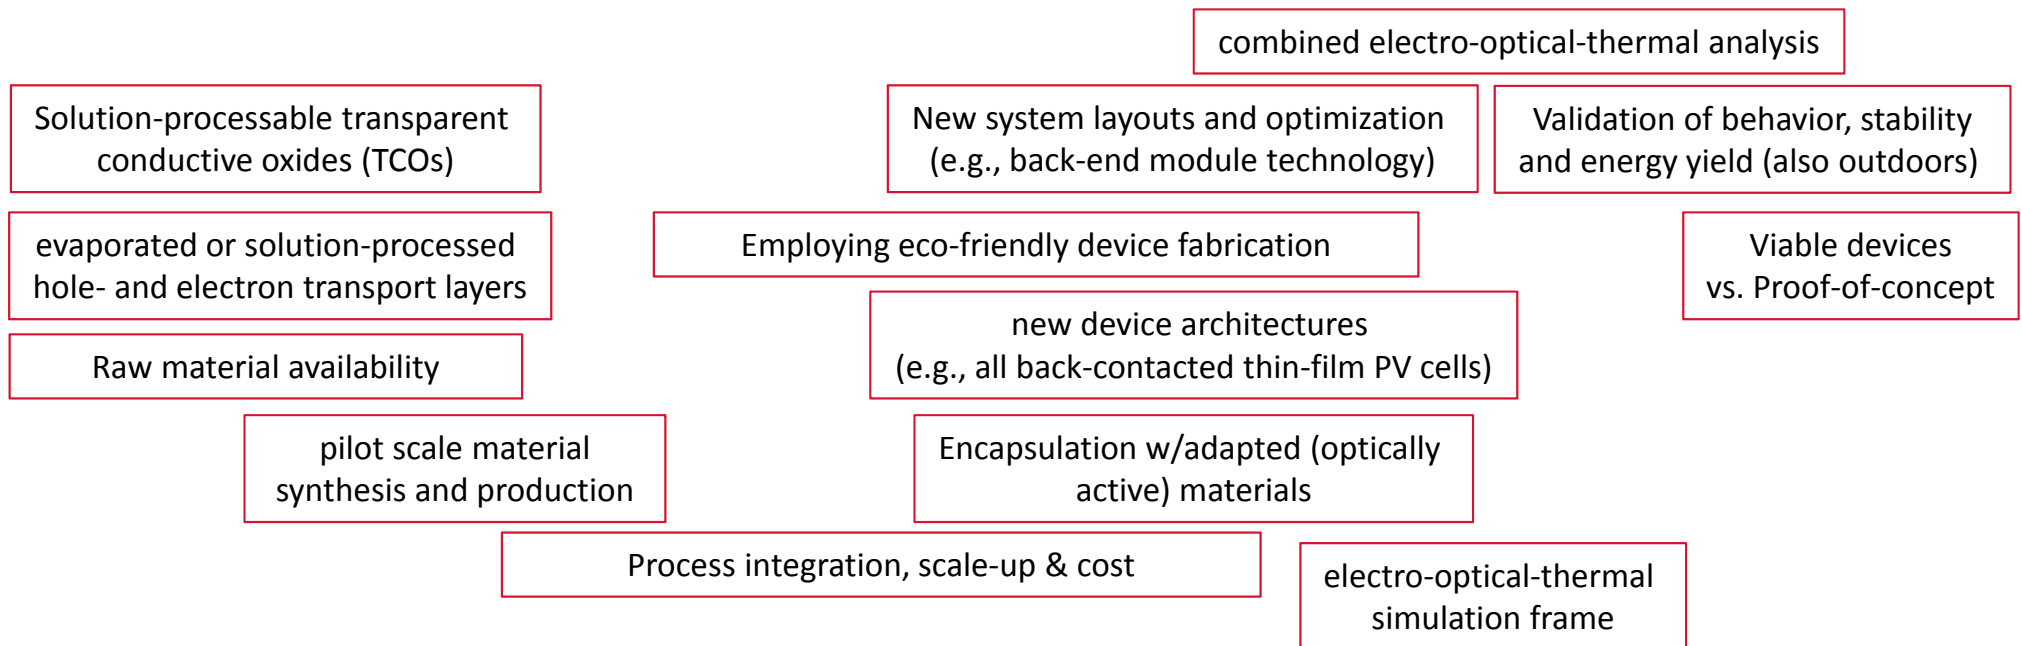 combined electro-optical-thermal analysis
Solution-processable transparent
conductive oxides (TCOs)
New system layouts and optimization
(e.g., back-end module technology)
Validation of behavior, stability
and energy yield (also outdoors)
evaporated or solution-processed
hole- and electron transport layers
Employing eco-friendly device fabrication
Viable devices
vs. Proof-of-concept
new device architectures
(e.g., all back-contacted thin-film PV cells)
Raw material availability
pilot scale material
synthesis and production
Encapsulation w/adapted (optically
active) materials
Process integration, scale-up & cost
electro-optical-thermal
simulation frame